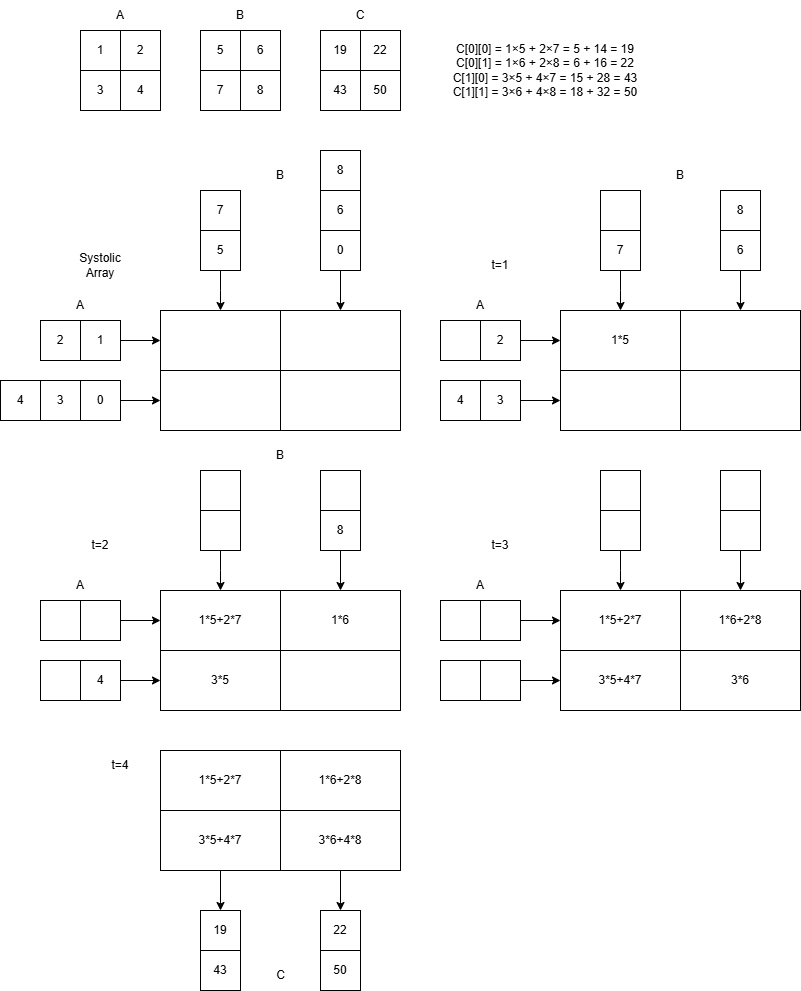 A B C
1 2 5 6 19 22
3 4 7 8 43 50
C[0][0] = 1×5 + 2×7 = 5 + 14 = 19
C[0][1] = 1×6 + 2×8 = 6 + 16 = 22
C[1][0] = 3×5 + 4×7 = 15 + 28 = 43
C[1][1] = 3×6 + 4×8 = 18 + 32 = 50
B
8
7 6
5 0
Systolic
Array
A
2 1
4 3 0
B
8
7 6
t=1
A
2 1*5
4 3
B
8
t=2
A
1*5+2*7 1*6
4 3*5
t=3
A
1*5+2*7 1*6+2*8
3*5+4*7 3*6
t=4
1*5+2*7 1*6+2*8
3*5+4*7 3*6+4*8
19 22
43 C 50